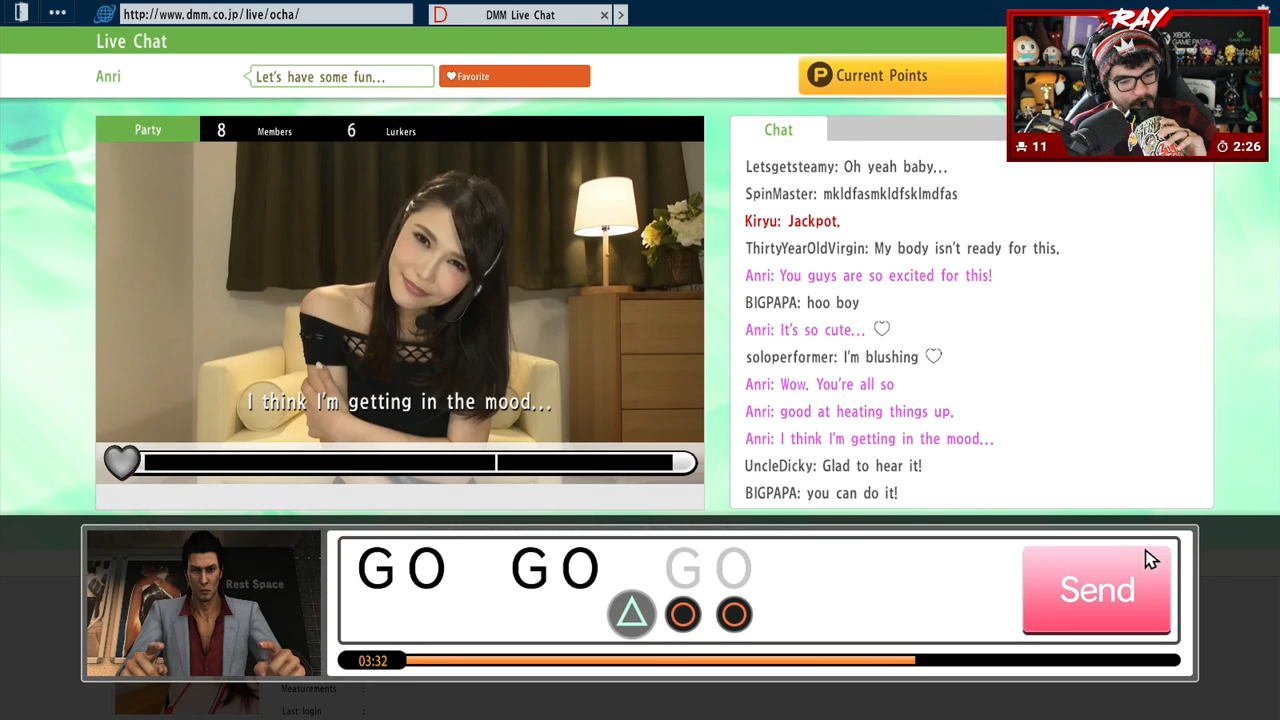 http://www.dmm.co.jp/live/ocha/
DMM Live Chat
Live Chat
Anri
Let's have some fun...
Favorite
P Current Points
RAY
XBOX
GAME PASS
11
2:26
Party
8 Members
6 Lurkers
Chat
Letsgetsteamy: Oh yeah baby...
SpinMaster: mkldfasmkldfsklmdfas
Kiryu: Jackpot.
ThirtyYearOldVirgin: My body isn't ready for this.
Anri: You guys are so excited for this!
BIGPAPA: hoo boy
Anri: It's so cute... ♡
soloperformer: I'm blushing ♡
Anri: Wow. You're all so
Anri: good at heating things up.
Anri: I think I'm getting in the mood...
UncleDicky: Glad to hear it!
BIGPAPA: you can do it!
I think I'm getting in the mood...
Rest Space
GO GO GO
Send
03:32
Measurements :
Last login :